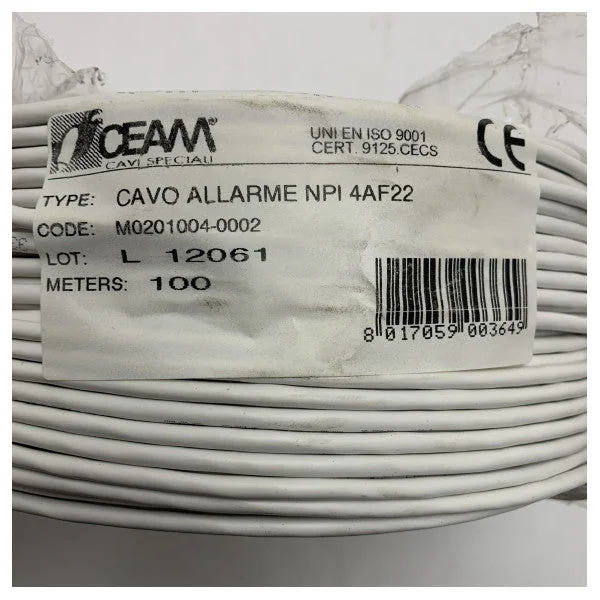 CEAM®
CAVI SPECIALI
UNI EN ISO 9001
CERT. 9125.CECS
CE
TYPE: CAVO ALLARME NPI 4AF22
CODE: M0201004-0002
LOT: L 12061
METERS: 100
8 017059 003649